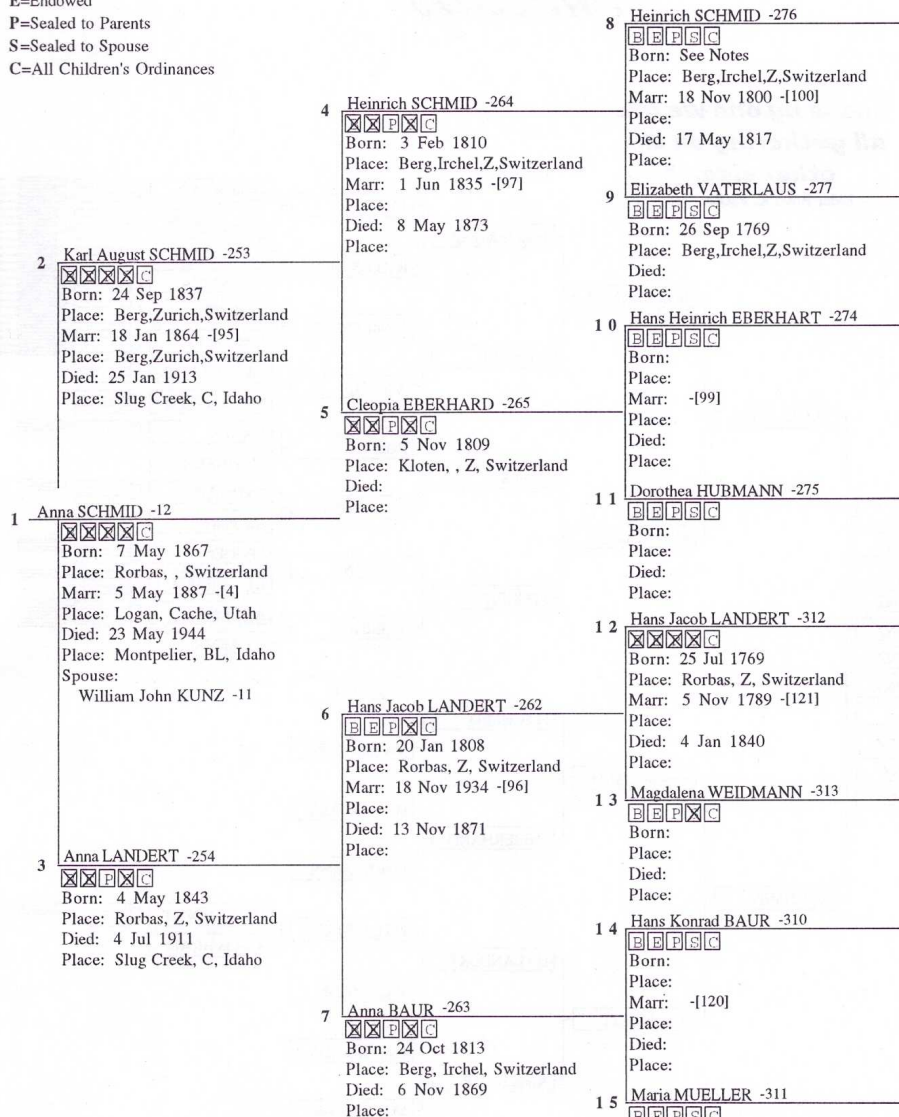 E=Endowed
P=Sealed to Parents
S=Sealed to Spouse
C=All Children's Ordinances
8 Heinrich SCHMID -276
B E P S C
Born: See Notes
Place: Berg,Irchel,Z,Switzerland
Marr: 18 Nov 1800 -[100]
Place:
Died: 17 May 1817
Place:
4 Heinrich SCHMID -264
X X P X C
Born: 3 Feb 1810
Place: Berg,Irchel,Z,Switzerland
Marr: 1 Jun 1835 -[97]
Place:
Died: 8 May 1873
Place:
9 Elizabeth VATERLAUS -277
B E P S C
Born: 26 Sep 1769
Place: Berg,Irchel,Z,Switzerland
Died:
Place:
2 Karl August SCHMID -253
X X X X C
Born: 24 Sep 1837
Place: Berg,Zurich,Switzerland
Marr: 18 Jan 1864 -[95]
Place: Berg,Zurich,Switzerland
Died: 25 Jan 1913
Place: Slug Creek, C, Idaho
10 Hans Heinrich EBERHART -274
B E P S C
Born:
Place:
Marr: -[99]
Place:
Died:
Place:
5 Cleopia EBERHARD -265
X X P X C
Born: 5 Nov 1809
Place: Kloten, , Z, Switzerland
Died:
Place:
11 Dorothea HUBMANN -275
B E P S C
Born:
Place:
Died:
Place:
1 Anna SCHMID -12
X X X X C
Born: 7 May 1867
Place: Rorbas, , Switzerland
Marr: 5 May 1887 -[4]
Place: Logan, Cache, Utah
Died: 23 May 1944
Place: Montpelier, BL, Idaho
Spouse:
William John KUNZ -11
12 Hans Jacob LANDERT -312
X X X X C
Born: 25 Jul 1769
Place: Rorbas, Z, Switzerland
Marr: 5 Nov 1789 -[121]
Place:
Died: 4 Jan 1840
Place:
6 Hans Jacob LANDERT -262
B E P X C
Born: 20 Jan 1808
Place: Rorbas, Z, Switzerland
Marr: 18 Nov 1934 -[96]
Place:
Died: 13 Nov 1871
Place:
13 Magdalena WEIDMANN -313
B E P X C
Born:
Place:
Died:
Place:
3 Anna LANDERT -254
X X P X C
Born: 4 May 1843
Place: Rorbas, Z, Switzerland
Died: 4 Jul 1911
Place: Slug Creek, C, Idaho
14 Hans Konrad BAUR -310
B E P S C
Born:
Place:
Marr: -[120]
Place:
Died:
Place:
7 Anna BAUR -263
X X P X C
Born: 24 Oct 1813
Place: Berg, Irchel, Switzerland
Died: 6 Nov 1869
Place:
15 Maria MUELLER -311
B E P S C